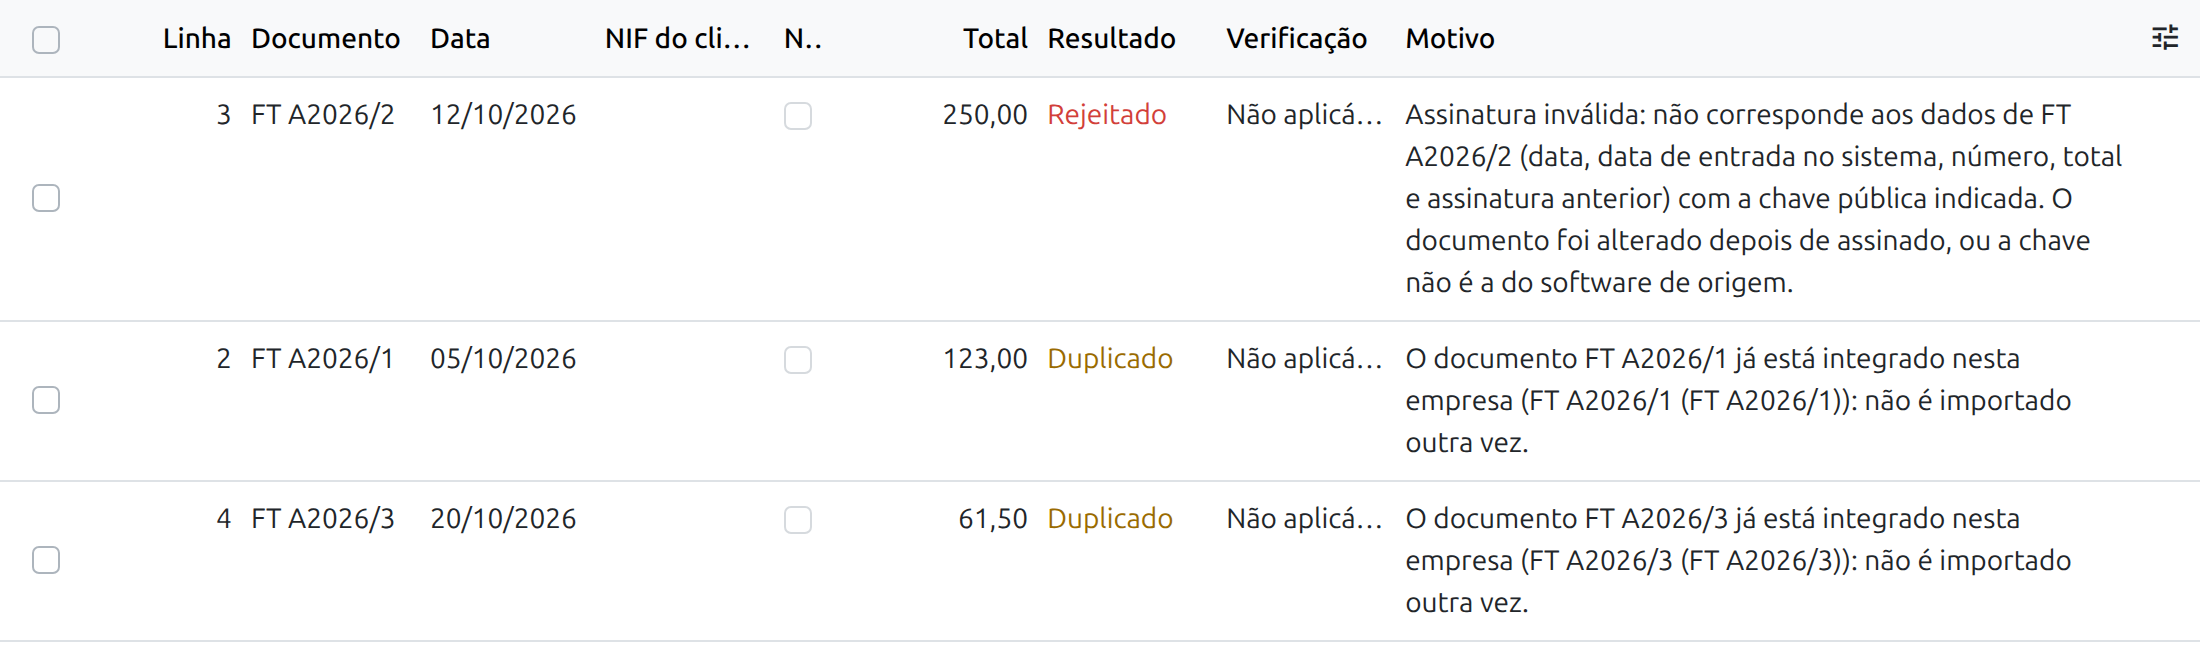 Linha Documento Data NIF do cli... N.. Total Resultado Verificação Motivo
3 FT A2026/2 12/10/2026 250,00 Rejeitado Não aplicá... Assinatura inválida: não corresponde aos dados de FT
A2026/2 (data, data de entrada no sistema, número, total
e assinatura anterior) com a chave pública indicada. O
documento foi alterado depois de assinado, ou a chave
não é a do software de origem.
2 FT A2026/1 05/10/2026 123,00 Duplicado Não aplicá... O documento FT A2026/1 já está integrado nesta
empresa (FT A2026/1 (FT A2026/1)): não é importado
outra vez.
4 FT A2026/3 20/10/2026 61,50 Duplicado Não aplicá... O documento FT A2026/3 já está integrado nesta
empresa (FT A2026/3 (FT A2026/3)): não é importado
outra vez.